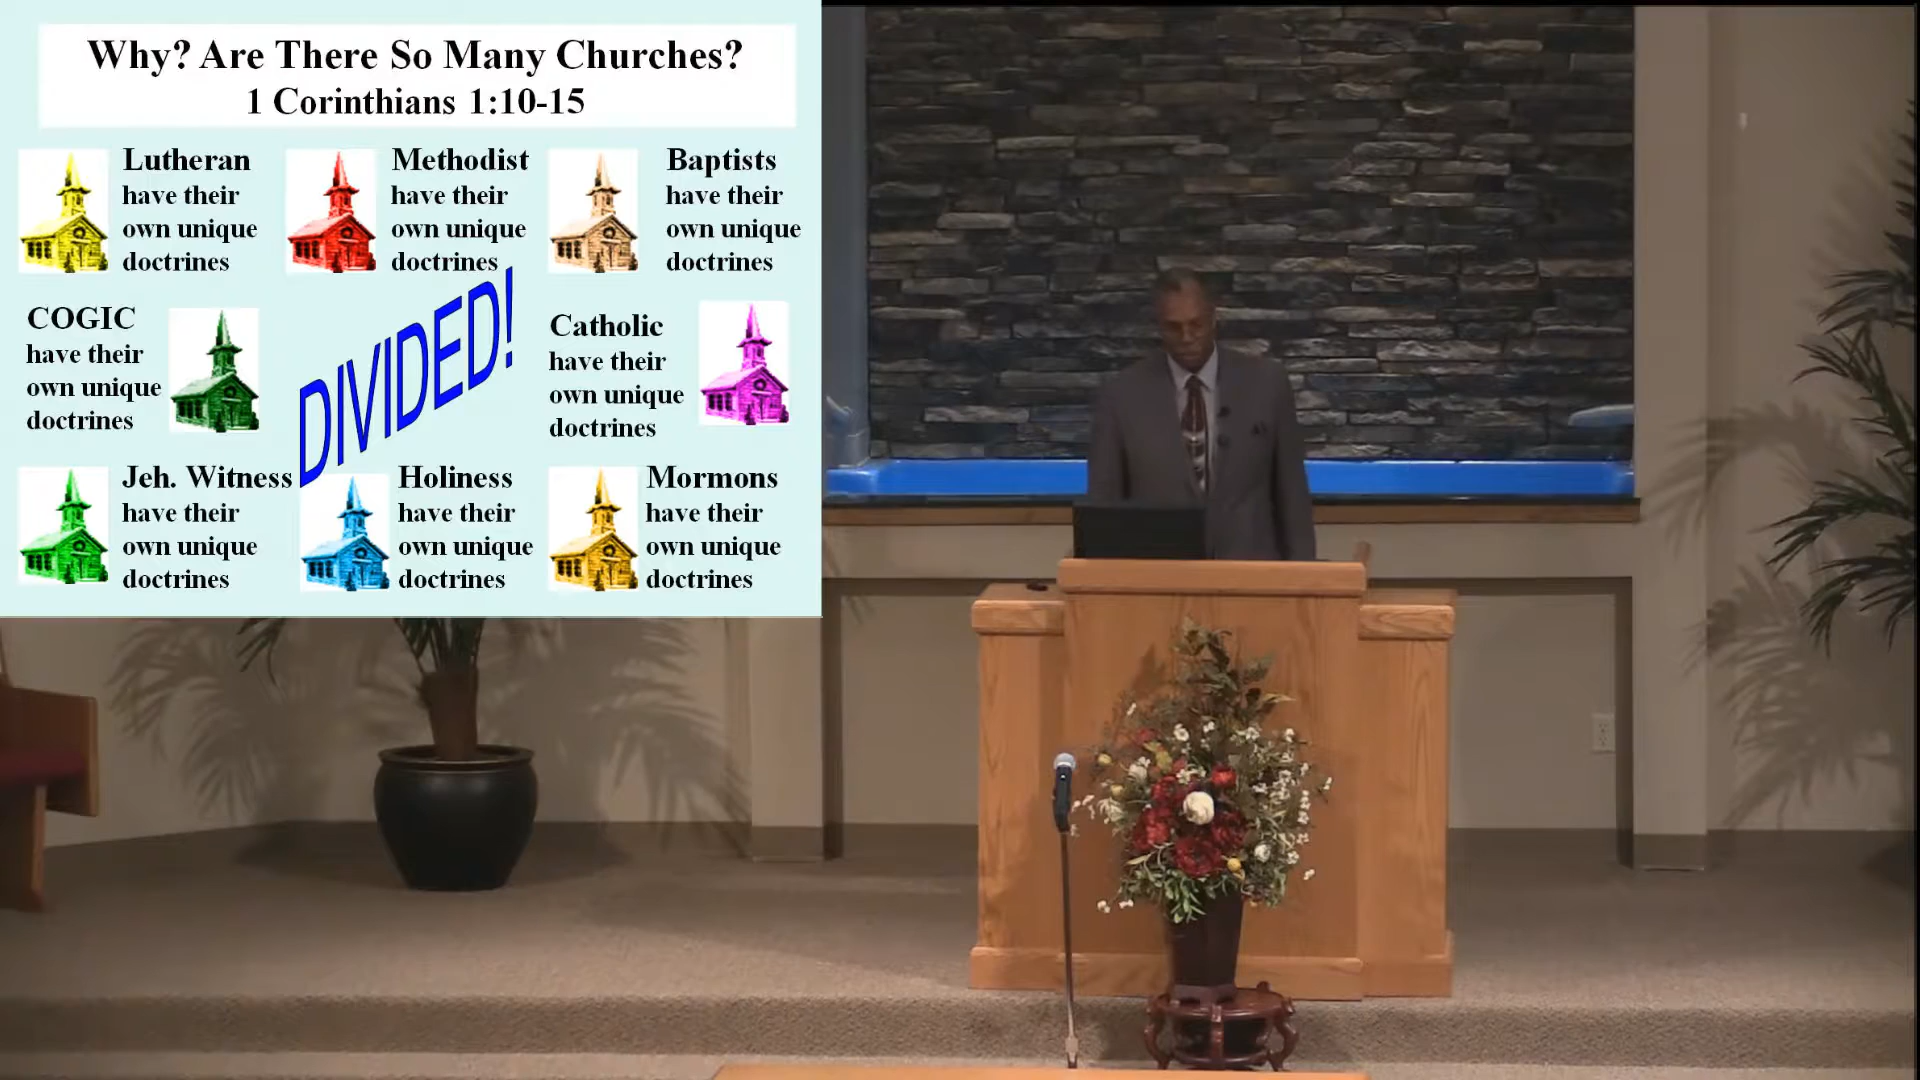 Why? Are There So Many Churches?
1 Corinthians 1:10-15
Lutheran
have their
own unique
doctrines
Methodist
have their
own unique
doctrines
Baptists
have their
own unique
doctrines
COGIC
have their
own unique
doctrines
DIVIDED!
Catholic
have their
own unique
doctrines
Jeh. Witness
have their
own unique
doctrines
Holiness
have their
own unique
doctrines
Mormons
have their
own unique
doctrines